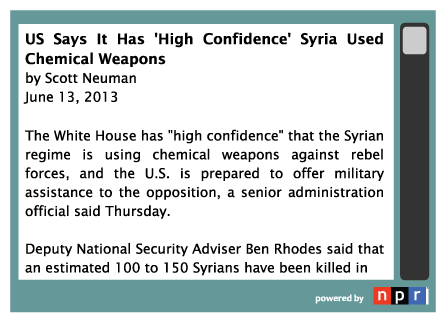 US Says It Has 'High Confidence' Syria Used
Chemical Weapons
by Scott Neuman
June 13, 2013
The White House has "high confidence" that the Syrian
regime is using chemical weapons against rebel
forces, and the U.S. is prepared to offer military
assistance to the opposition, a senior administration
official said Thursday.
Deputy National Security Adviser Ben Rhodes said that
an estimated 100 to 150 Syrians have been killed in
powered by n p r